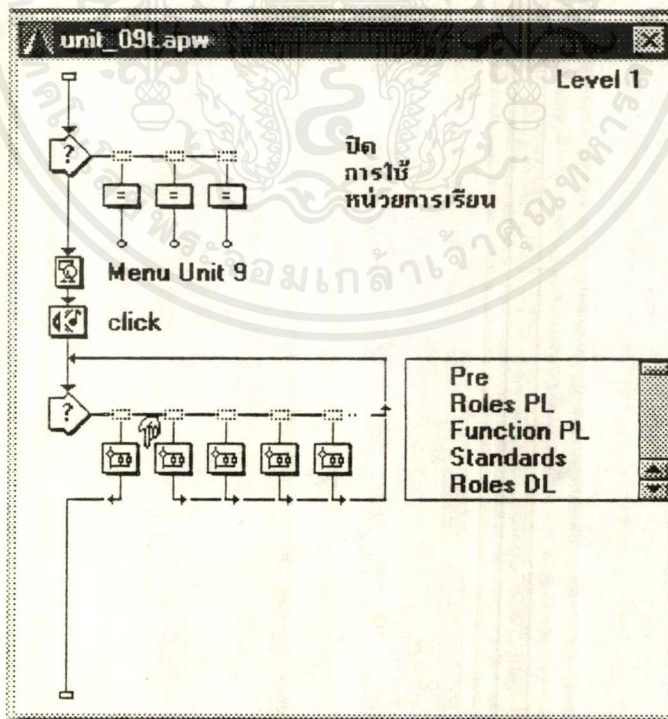 unit_09t.apw
Level 1
?
ปิด
การใช้
หน่วยการเรียน
= = =
Menu Unit 9
click
?
Pre
Roles PL
Function PL
Standards
Roles DL